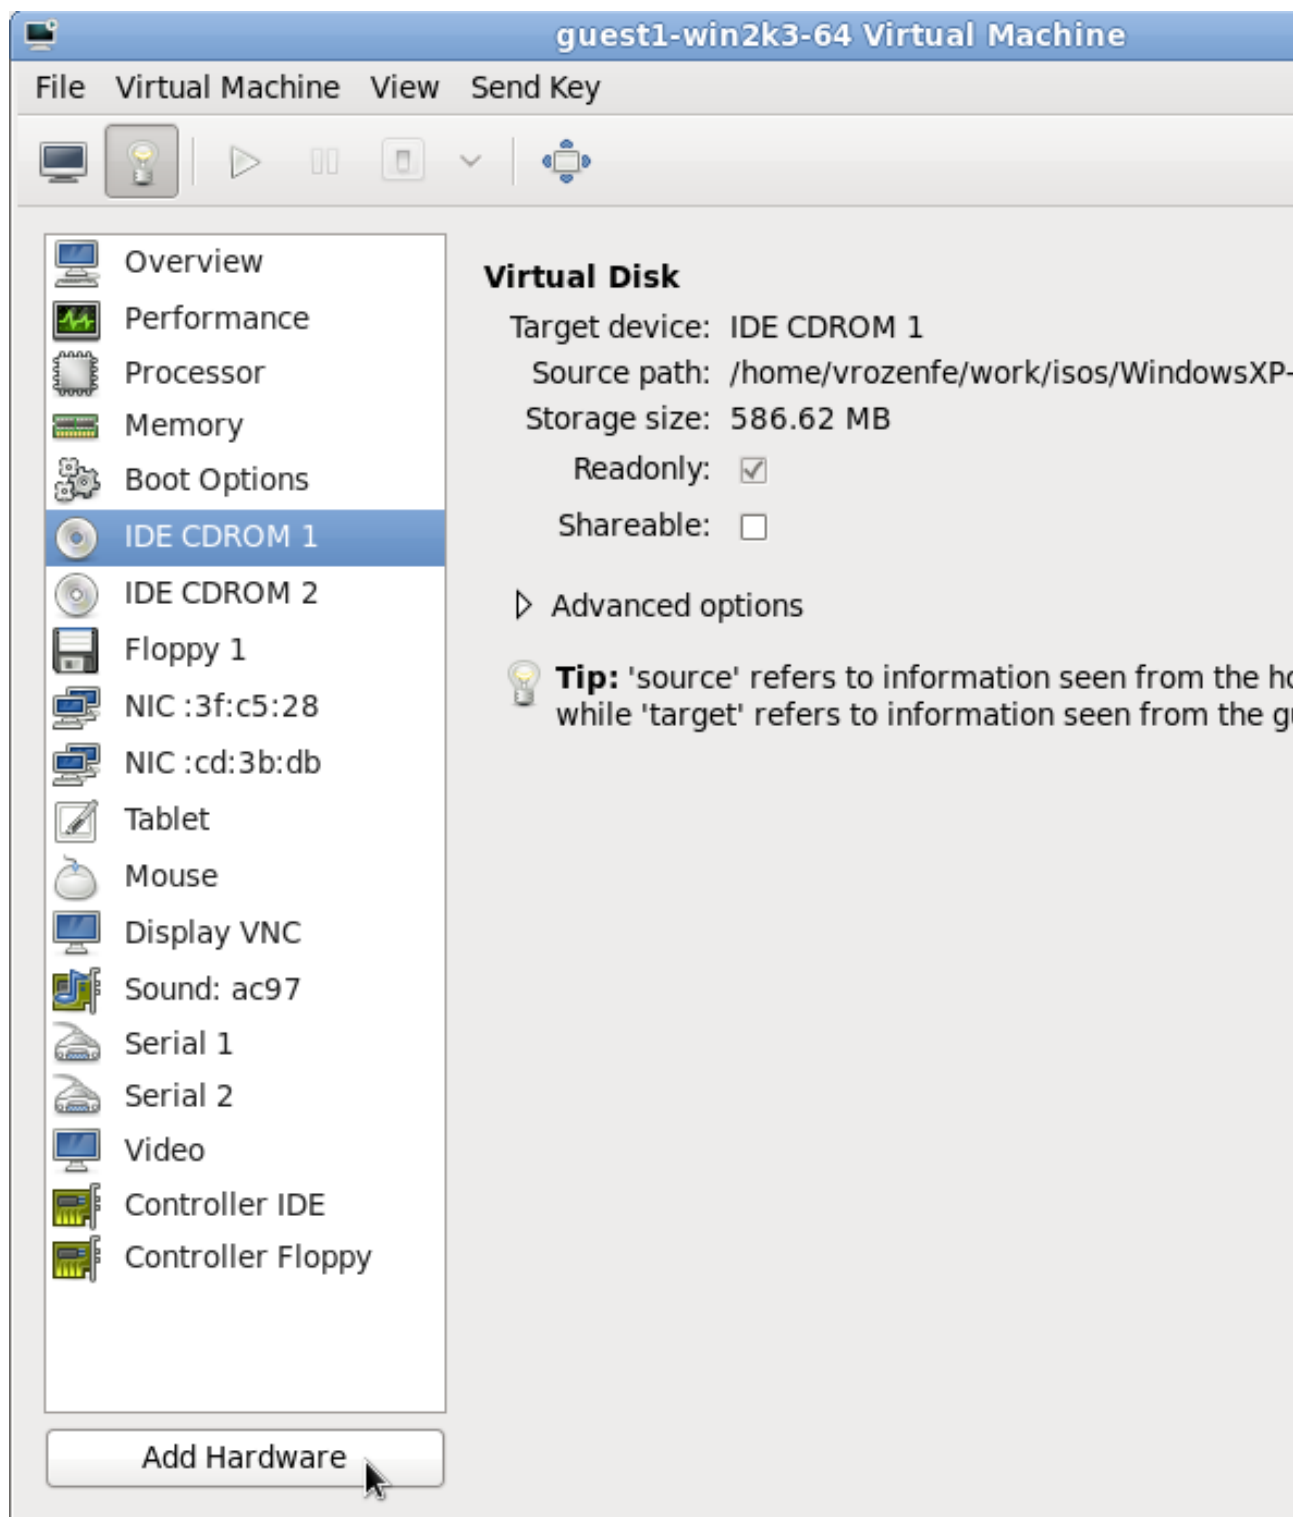 guest1-win2k3-64 Virtual Machine
File Virtual Machine View Send Key
Overview
Performance
Processor
Memory
Boot Options
IDE CDROM 1
IDE CDROM 2
Floppy 1
NIC :3f:c5:28
NIC :cd:3b:db
Tablet
Mouse
Display VNC
Sound: ac97
Serial 1
Serial 2
Video
Controller IDE
Controller Floppy
Add Hardware
Virtual Disk
Target device: IDE CDROM 1
Source path: /home/vrozenfe/work/isos/WindowsXP-
Storage size: 586.62 MB
Readonly:
Shareable:
Advanced options
Tip: 'source' refers to information seen from the
while 'target' refers to information seen from the